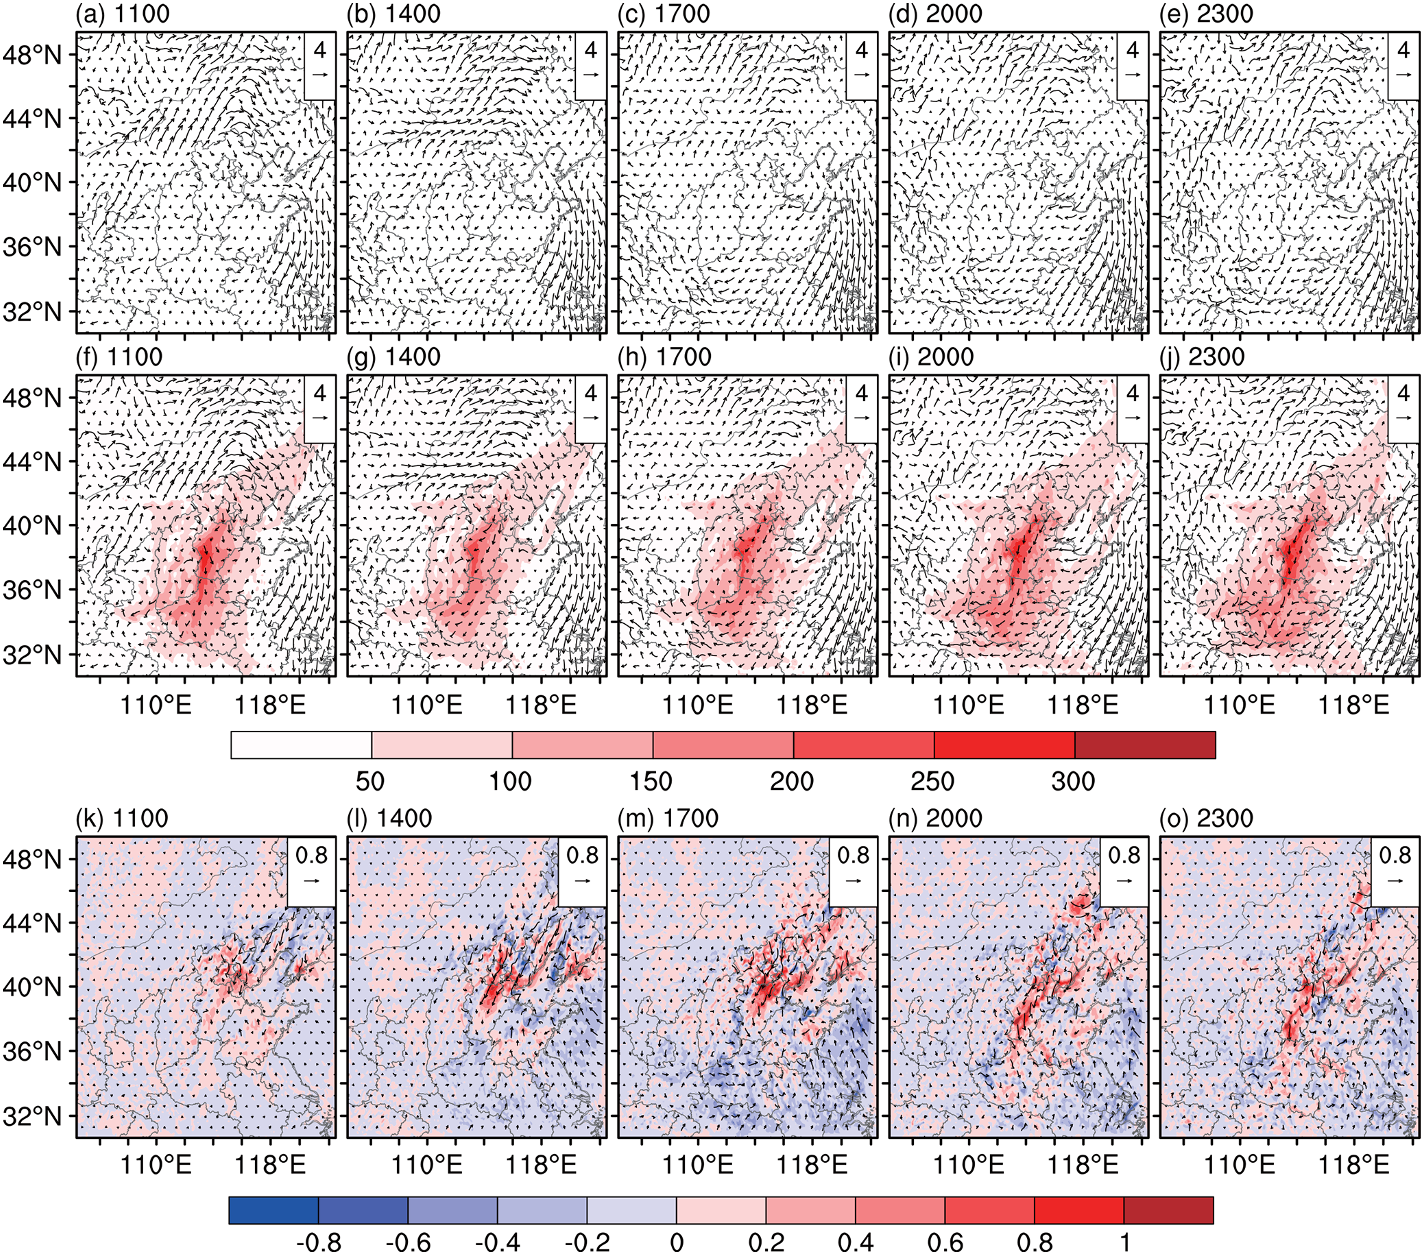 (a) 1100 (b) 1400 (c) 1700 (d) 2000 (e) 2300
48°N 4 4 4 4 4
44°N
40°N
36°N
32°N
(f) 1100 (g) 1400 (h) 1700 (i) 2000 (j) 2300
48°N 4 4 4 4 4
44°N
40°N
36°N
32°N
110°E 118°E 110°E 118°E 110°E 118°E 110°E 118°E 110°E 118°E
50 100 150 200 250 300
(k) 1100 (l) 1400 (m) 1700 (n) 2000 (o) 2300
48°N 0.8 0.8 0.8 0.8 0.8
44°N
40°N
36°N
32°N
110°E 118°E 110°E 118°E 110°E 118°E 110°E 118°E 110°E 118°E
-0.8 -0.6 -0.4 -0.2 0 0.2 0.4 0.6 0.8 1